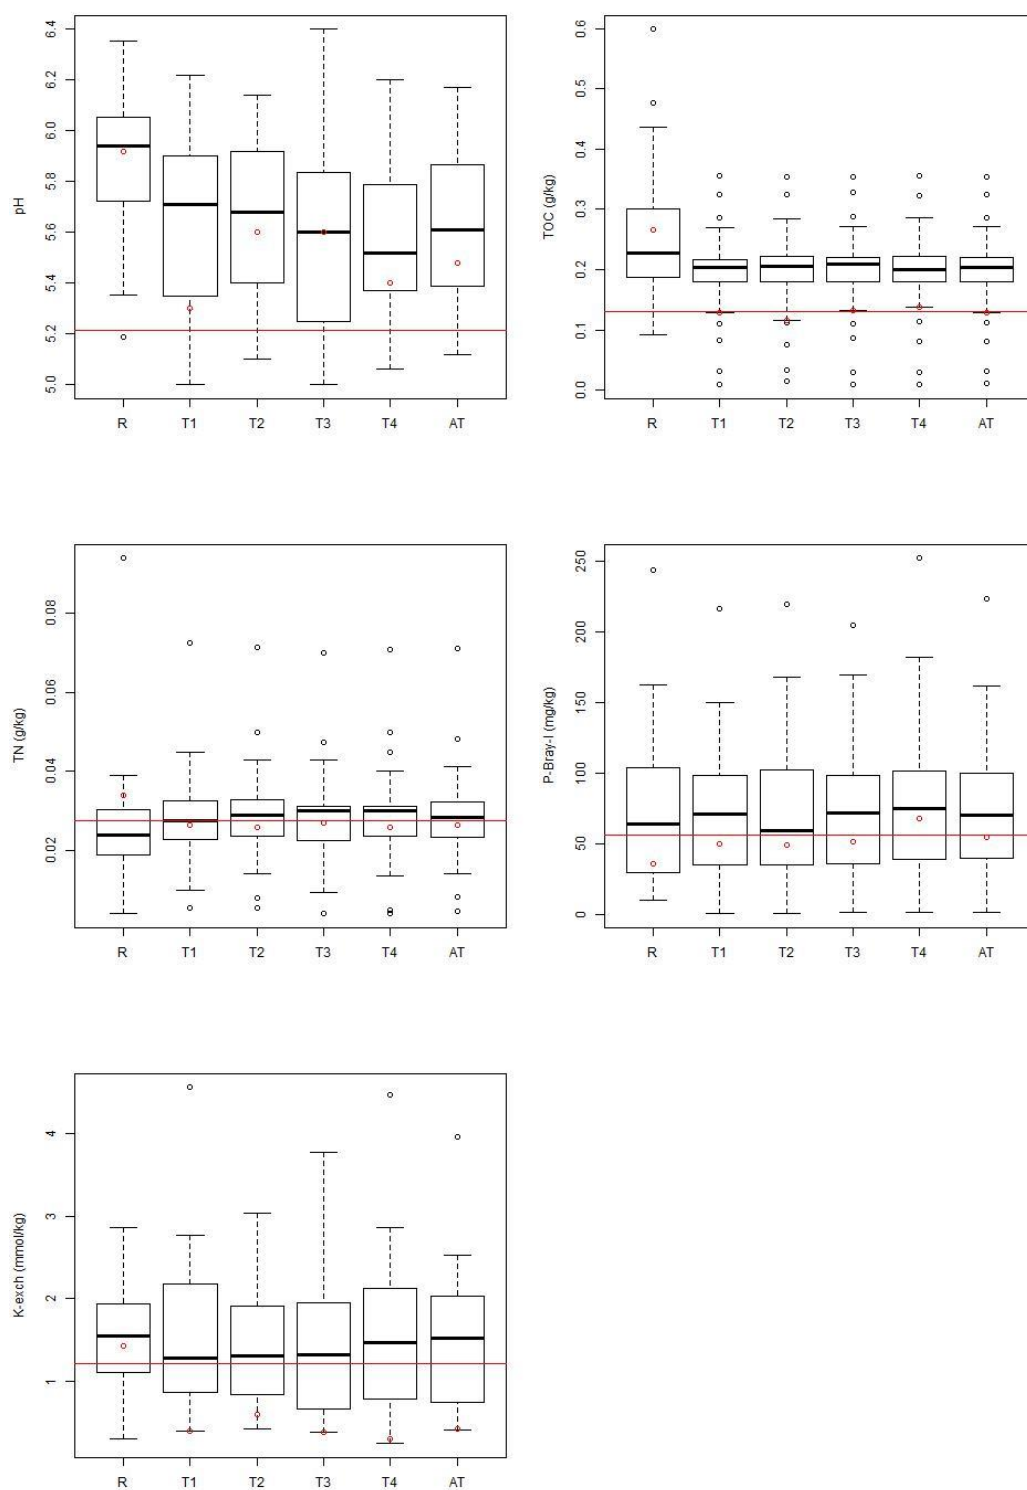 pH
6.4
6.2
6.0
5.8
5.6
5.4
5.2
5.0
R T1 T2 T3 T4 AT
TOC (g/kg)
0.6
0.5
0.4
0.3
0.2
0.1
0.0
R T1 T2 T3 T4 AT
TN (g/kg)
0.08
0.06
0.04
0.02
R T1 T2 T3 T4 AT
P-Bray-I (mg/kg)
250
200
150
100
50
0
R T1 T2 T3 T4 AT
K-exch (mmol/kg)
4
3
2
1
R T1 T2 T3 T4 AT